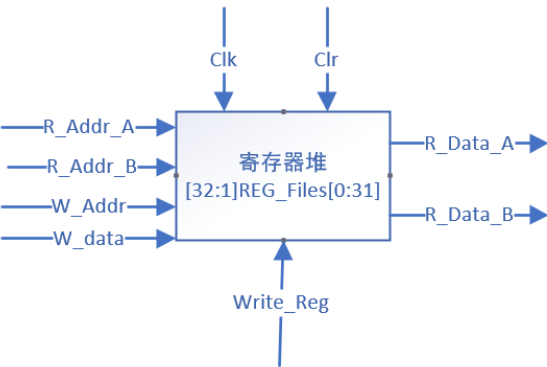 Clk
Clr
R_Addr_A
R_Addr_B
W_Addr
W_data
寄存器堆
[32:1]REG_Files[0:31]
R_Data_A
R_Data_B
Write_Reg